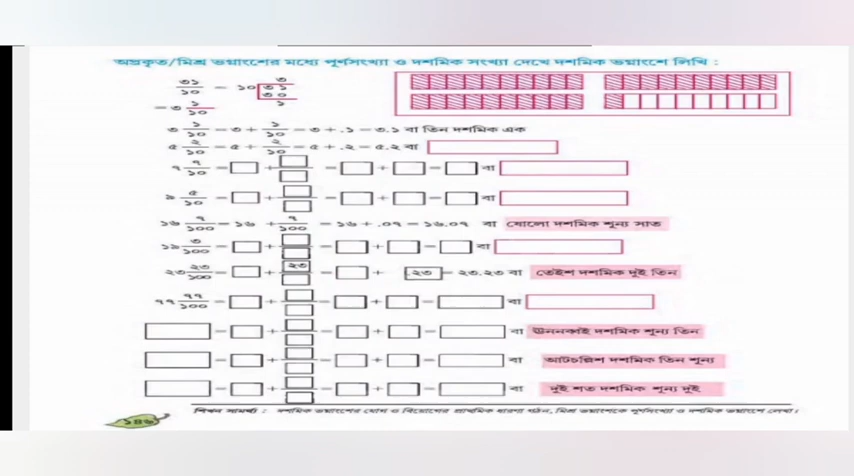 অপ্রকৃত/মিশ্র ভগ্নাংশের মধ্যে পূর্ণসংখ্যা ও দশমিক সংখ্যা দেখে দশমিক ভগ্নাংশে লিখি :
৩১/১০ = ১০ ৩১ ৩
৩০
= ৩ ১/১০ ১
৩ ১/১০ = ৩ + ১/১০ = ৩ + .১ = ৩.১ বা তিন দশমিক এক
৫ ২/১০ = ৫ + ২/১০ = ৫ + .২ = ৫.২ বা
৭ ৭/১০ = + = + = বা
৯ ৫/১০ = + = + = বা
১৬ ৭/১০০ = ১৬ + ৭/১০০ = ১৬ + .০৭ = ১৬.০৭ বা ষোলো দশমিক শূন্য সাত
১৯ ৩/১০০ = + = + = বা
২৩ ২৩/১০০ = + ২৩ = + .২৩ = ২৩.২৩ বা তেইশ দশমিক দুই তিন
৭৭ ৭৭/১০০ = + = + = বা
= + = + = বা ঊননব্বই দশমিক শূন্য তিন
= + = + = বা আটচল্লিশ দশমিক তিন শূন্য
= + = + = বা দুই শত দশমিক শূন্য দুই
শিখন সামর্থ্য : দশমিক ভগ্নাংশের যোগ ও বিয়োগের প্রাথমিক ধারণা গঠন, মিশ্র ভগ্নাংশকে পূর্ণসংখ্যা ও দশমিক ভগ্নাংশে লেখা।
১৪৬